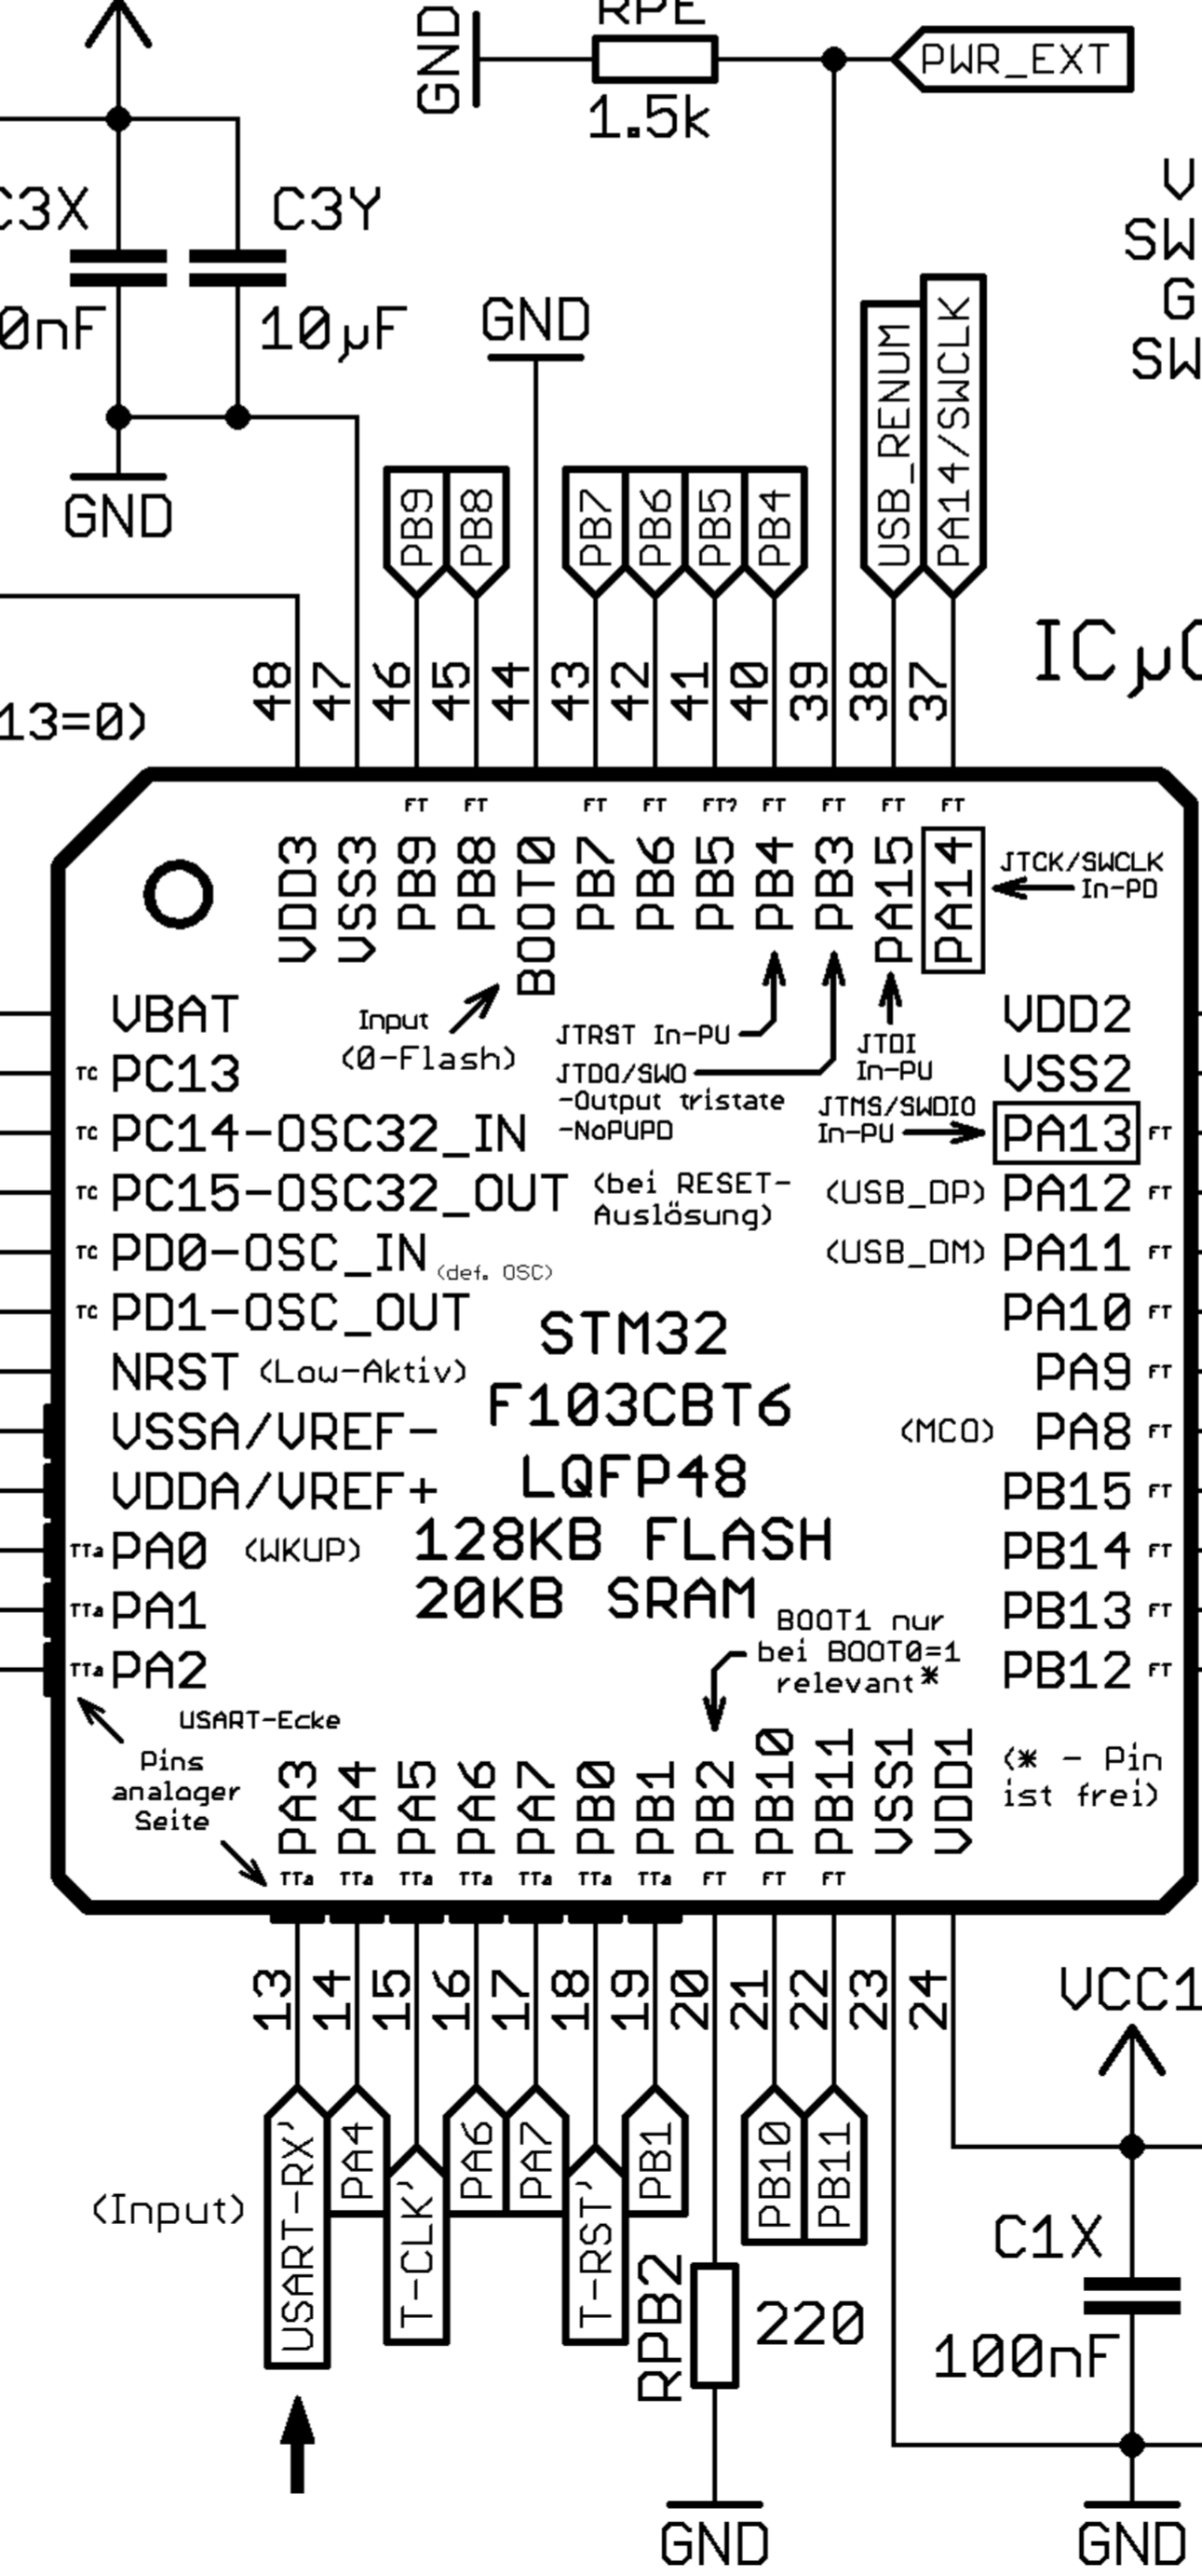 RPE
GND
PWR_EXT
1.5k
C3X
C3Y
0nF
10µF
GND
V
SW
G
SW
GND
USB_RENUM
PA14/SWCLK
PB9
PB8
PB7
PB6
PB5
PB4
ICµC
13=0)
48
47
46
45
44
43
42
41
40
39
38
37
FT
FT
FT
FT
FT?
FT
FT
FT
FT
VDD3
VSS3
PB9
PB8
BOOT0
PB7
PB6
PB5
PB4
PB3
PA15
PA14
JTCK/SWCLK
In-PD
Input
(0-Flash)
JTRST In-PU
JTDO/SWO
-Output tristate
-NoPUPD
(bei RESET-
Auslösung)
JTDI
In-PU
JTMS/SWDIO
In-PU
VBAT
TC PC13
TC PC14-OSC32_IN
TC PC15-OSC32_OUT
TC PD0-OSC_IN
(def. OSC)
TC PD1-OSC_OUT
NRST (Low-Aktiv)
VSSA/VREF-
VDDA/VREF+
TTa PA0 (WKUP)
TTa PA1
TTa PA2
STM32
F103CBT6
LQFP48
128KB FLASH
20KB SRAM
VDD2
VSS2
PA13 FT
(USB_DP) PA12 FT
(USB_DM) PA11 FT
PA10 FT
PA9 FT
(MCO) PA8 FT
PB15 FT
PB14 FT
PB13 FT
PB12 FT
BOOT1 nur
bei BOOT0=1
relevant*
USART-Ecke
Pins
analoger
Seite
(* - Pin
ist frei)
PA3
PA4
PA5
PA6
PA7
PB0
PB1
PB2
PB10
PB11
VSS1
VDD1
TTa
TTa
TTa
TTa
TTa
TTa
TTa
FT
FT
FT
13
14
15
16
17
18
19
20
21
22
23
24
VCC1
(Input)
USART-RX'
PA4
T-CLK'
PA6
PA7
T-RST'
PB1
PB10
PB11
RPB2
220
C1X
100nF
GND
GND